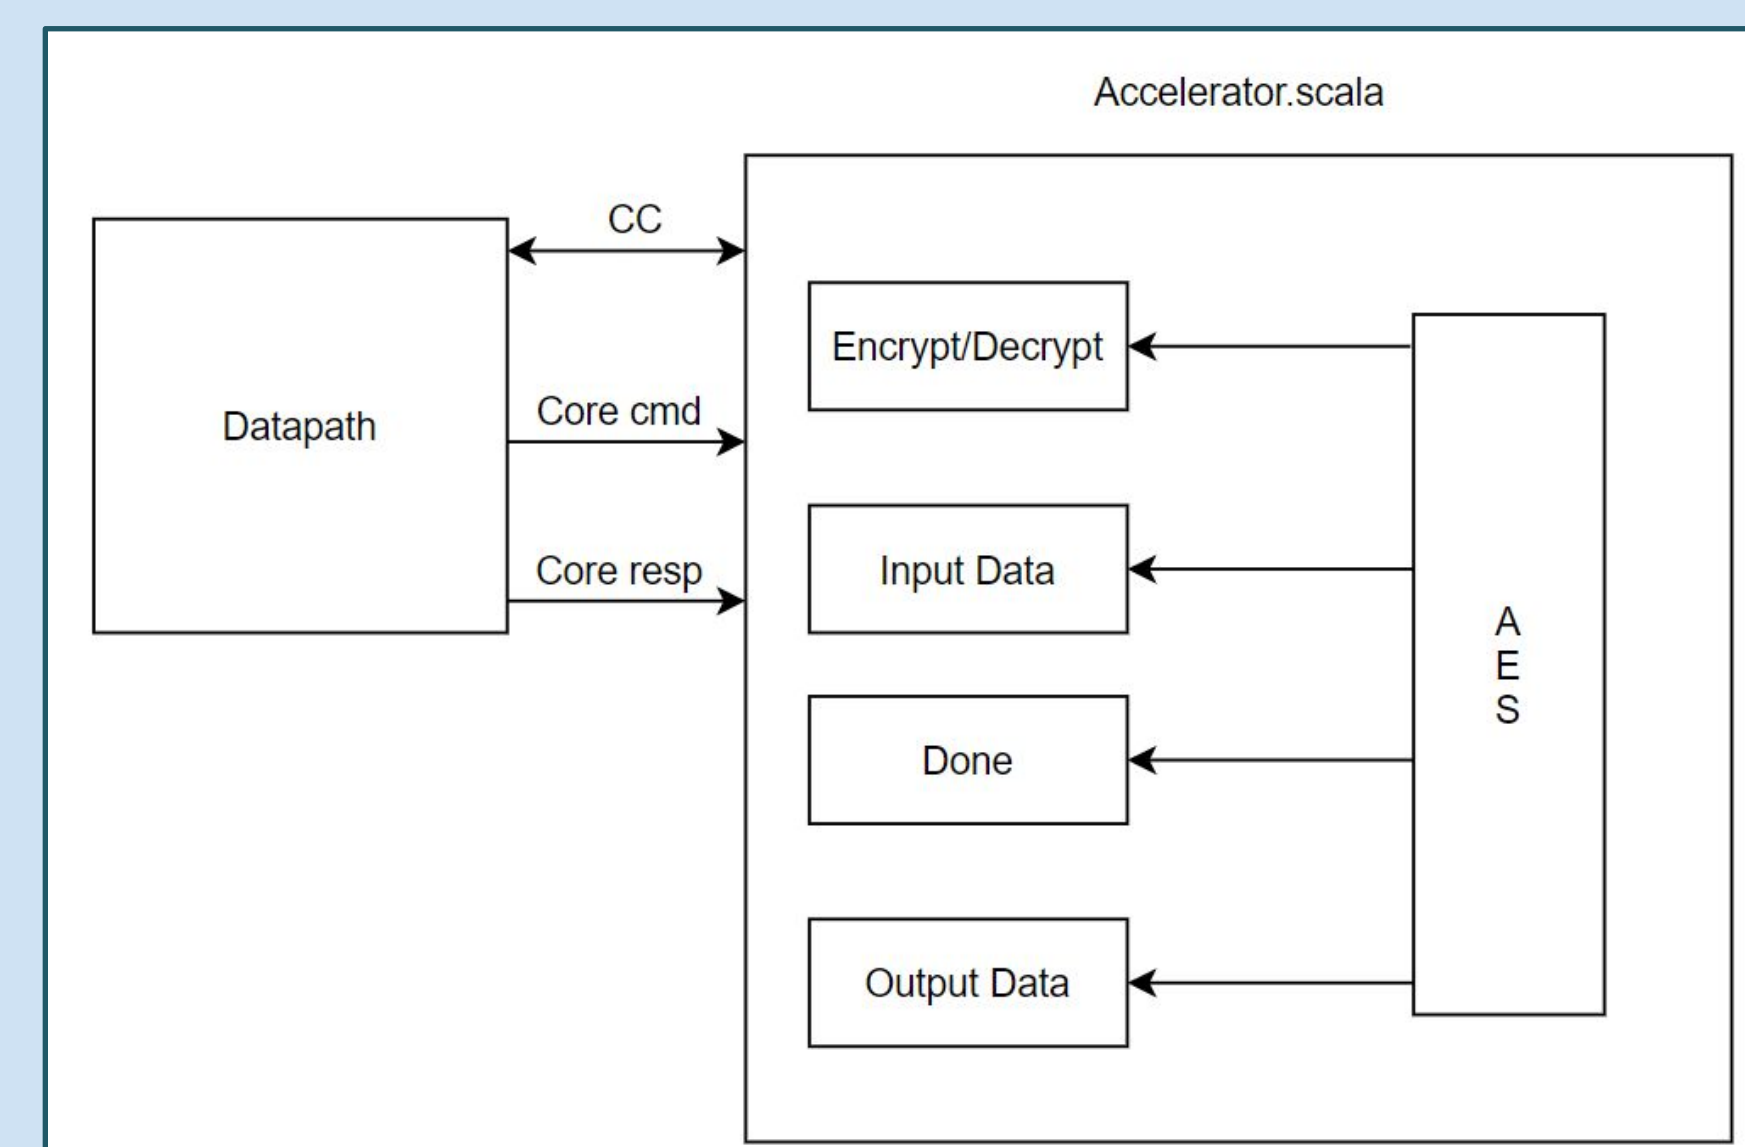 Accelerator.scala
CC
Encrypt/Decrypt
Core cmd
Datapath
Core resp
Input Data
A
E
S
Done
Output Data